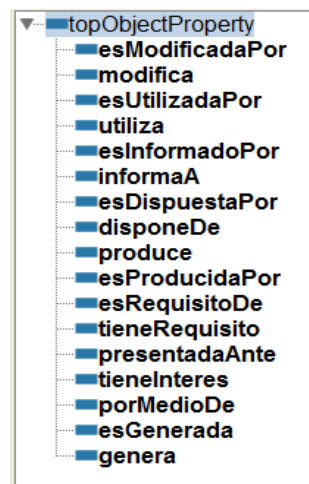 topObjectProperty
esModificadaPor
modifica
esUtilizadaPor
utiliza
esInformadoPor
informaA
esDispuestaPor
disponeDe
produce
esProducidaPor
esRequisitoDe
tieneRequisito
presentadaAnte
tieneInteres
porMedioDe
esGenerada
genera